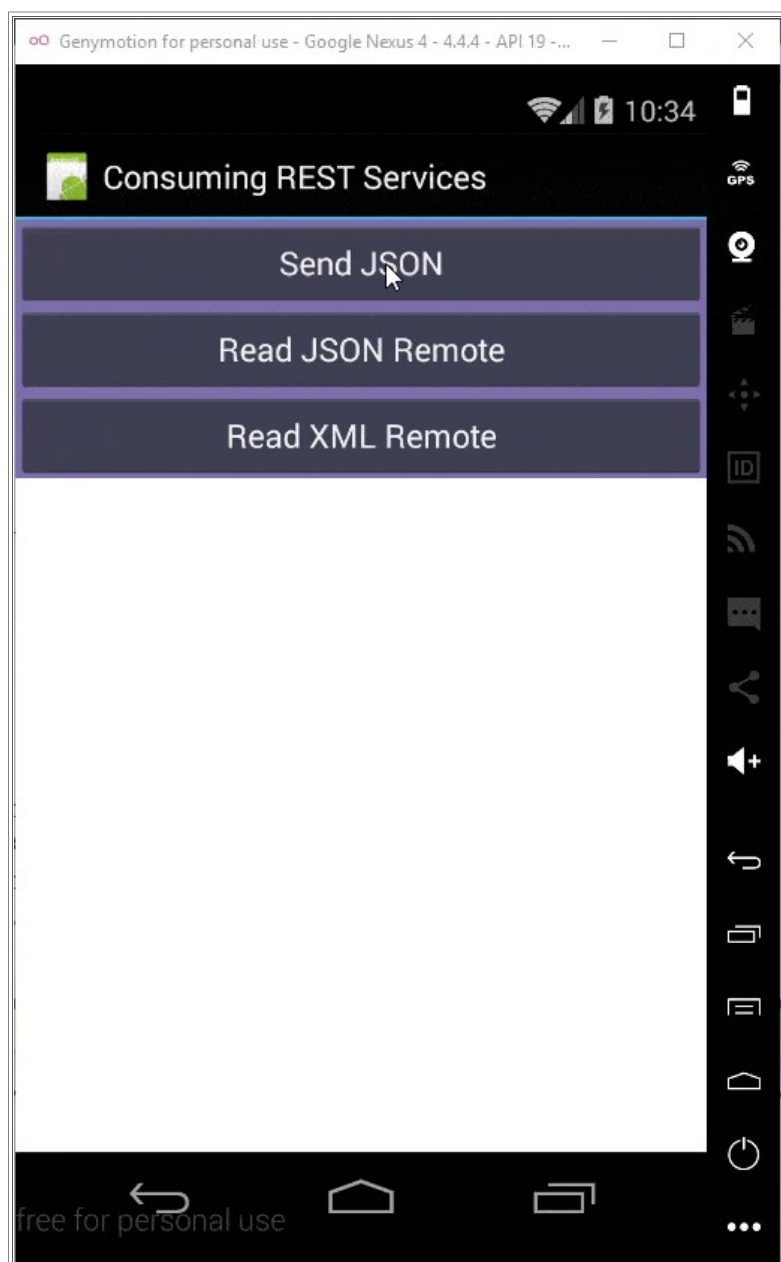 Genymotion for personal use - Google Nexus 4 - 4.4.4 - API 19 -...
10:34
Consuming REST Services
GPS
Send JSON
Read JSON Remote
Read XML Remote
ID
free for personal use